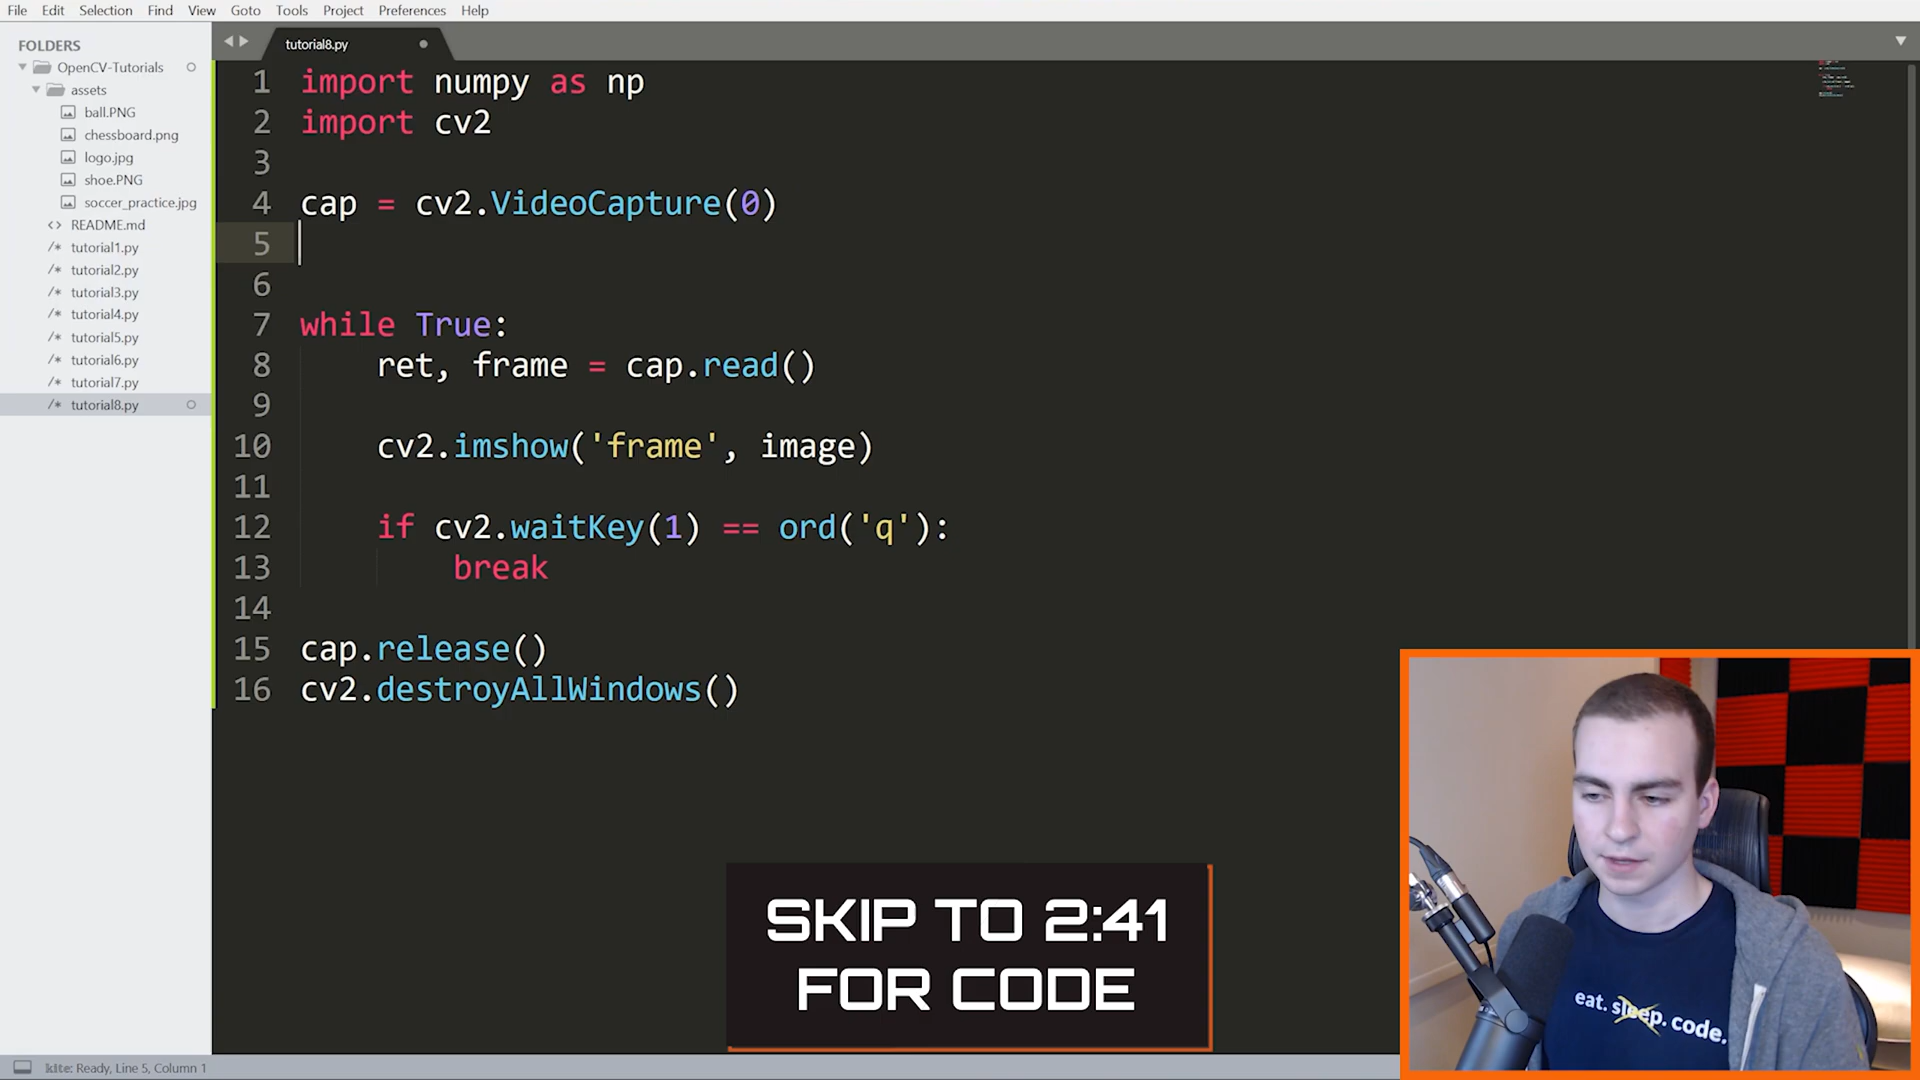 File Edit Selection Find View Goto Tools Project Preferences Help
FOLDERS
OpenCV-Tutorials
assets
ball.PNG
chessboard.png
logo.jpg
shoe.PNG
soccer_practice.jpg
<> README.md
/* tutorial1.py
/* tutorial2.py
/* tutorial3.py
/* tutorial4.py
/* tutorial5.py
/* tutorial6.py
/* tutorial7.py
/* tutorial8.py
tutorial8.py
1 import numpy as np
2 import cv2
3
4 cap = cv2.VideoCapture(0)
5
6
7 while True:
8 ret, frame = cap.read()
9
10 cv2.imshow('frame', image)
11
12 if cv2.waitKey(1) == ord('q'):
13 break
14
15 cap.release()
16 cv2.destroyAllWindows()
SKIP TO 2:41
FOR CODE
eat. sleep. code.
kite: Ready, Line 5, Column 1